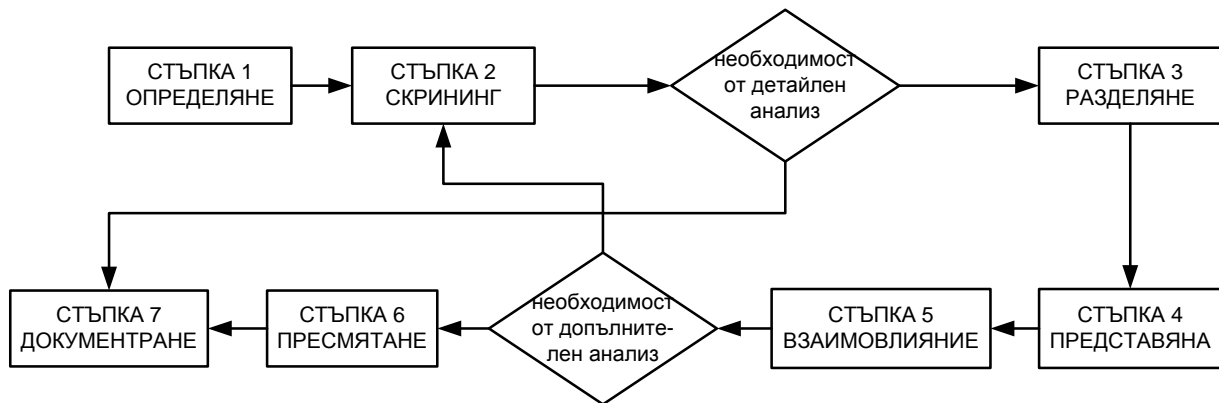 СТЪПКА 1
ОПРЕДЕЛЯНЕ
СТЪПКА 2
СКРИНИНГ
необходимост
от детайлен
анализ
СТЪПКА 3
РАЗДЕЛЯНЕ
СТЪПКА 7
ДОКУМЕНТРАНЕ
СТЪПКА 6
ПРЕСМЯТАНЕ
необходимост
от допълните-
лен анализ
СТЪПКА 5
ВЗАИМОВЛИЯНИЕ
СТЪПКА 4
ПРЕДСТАВЯНА